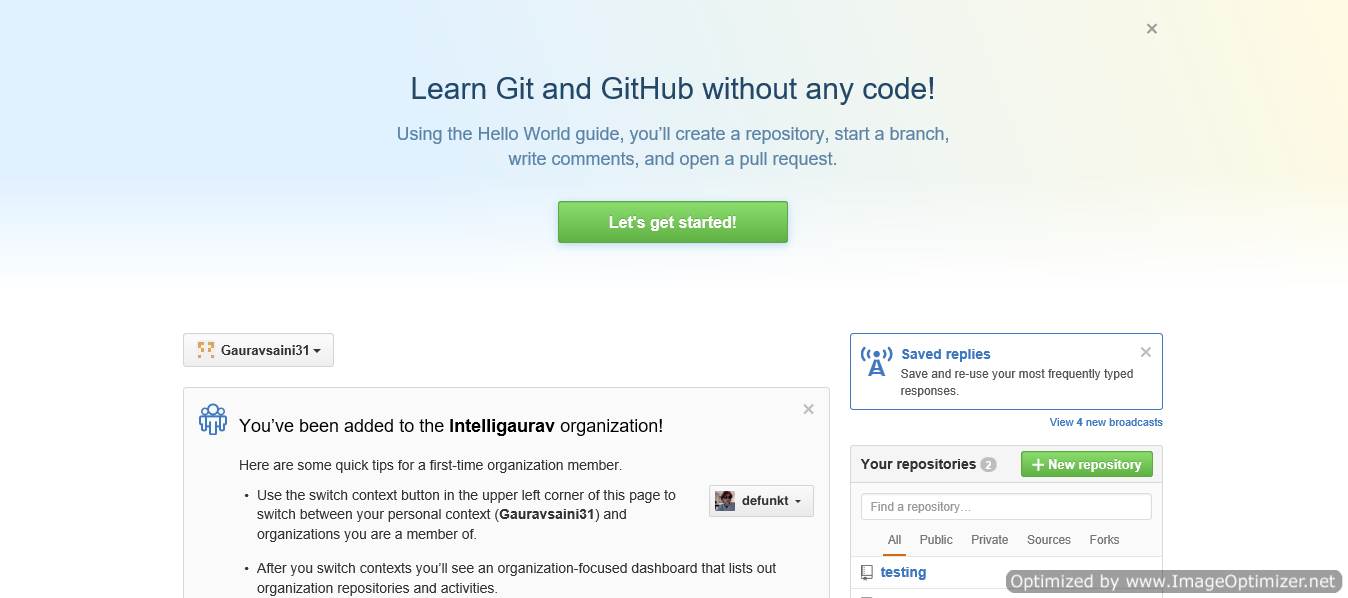 Learn Git and GitHub without any code!
Using the Hello World guide, you’ll create a repository, start a branch,
write comments, and open a pull request.
Let's get started!
Gauravsaini31
You’ve been added to the Intelligaurav organization!
Here are some quick tips for a first-time organization member.
• Use the switch context button in the upper left corner of this page to
switch between your personal context (Gauravsaini31) and
organizations you are a member of.
defunkt
• After you switch contexts you’ll see an organization-focused dashboard that lists out
organization repositories and activities.
Saved replies
Save and re-use your most frequently typed
responses.
View 4 new broadcasts
Your repositories 2
+ New repository
Find a repository…
All Public Private Sources Forks
testing
Optimized by www.ImageOptimizer.net